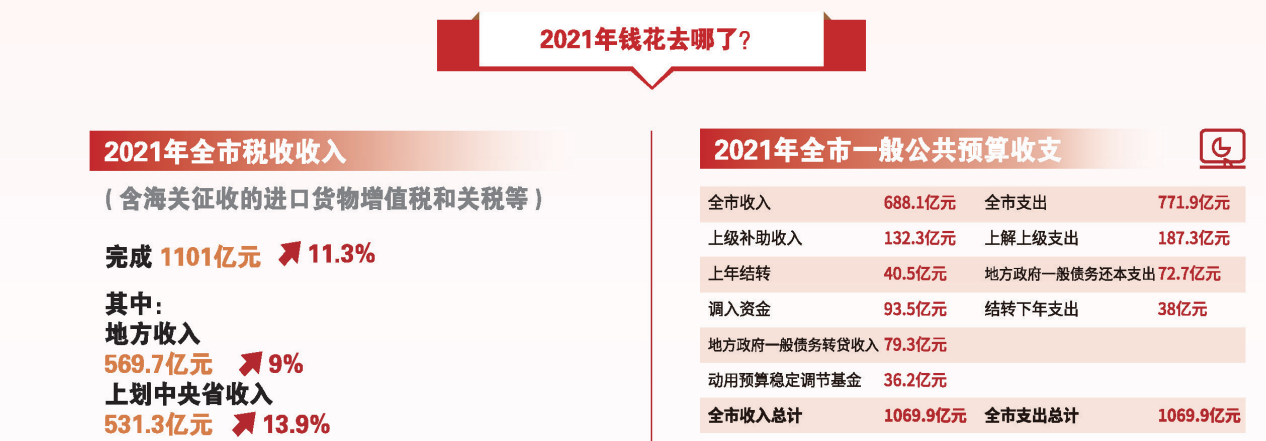 2021年钱花去哪了?
2021年全市税收收入
(含海关征收的进口货物增值税和关税等)
完成 1101亿元 11.3%
其中:
地方收入
569.7亿元 9%
上划中央省收入
531.3亿元 13.9%
2021年全市一般公共预算收支
全市收入 688.1亿元 全市支出 771.9亿元
上级补助收入 132.3亿元 上解上级支出 187.3亿元
上年结转 40.5亿元 地方政府一般债务还本支出 72.7亿元
调入资金 93.5亿元 结转下年支出 38亿元
地方政府一般债务转贷收入 79.3亿元
动用预算稳定调节基金 36.2亿元
全市收入总计 1069.9亿元 全市支出总计 1069.9亿元